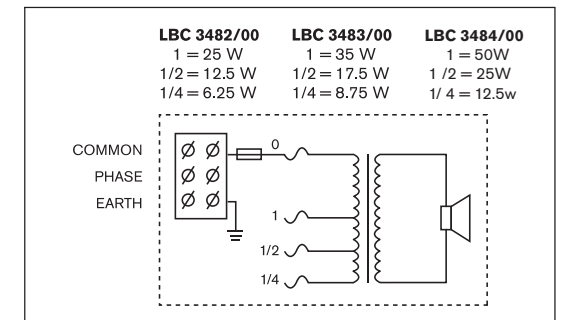 LBC 3482/00 LBC 3483/00 LBC 3484/00
1 = 25 W 1 = 35 W 1 = 50W
1/2 = 12.5 W 1/2 = 17.5 W 1 /2 = 25W
1/4 = 6.25 W 1/4 = 8.75 W 1/ 4 = 12.5w
0
COMMON
PHASE
EARTH
1
1/2
1/4